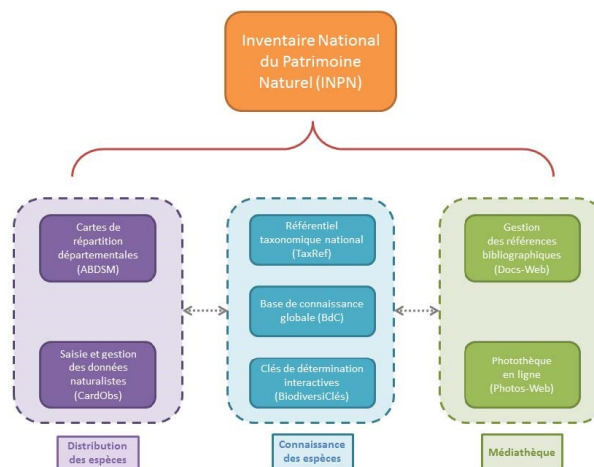 Inventaire National
du Patrimoine
Naturel (INPN)
Cartes de
répartition
départementales
(ABDSM)
Saisie et gestion
des données
naturalistes
(CardObs)
Distribution
des espèces
Référentiel
taxonomique national
(TaxRef)
Base de connaissance
globale (BdC)
Clés de détermination
interactives
(BiodiversiClés)
Connaissance
des espèces
Gestion
des références
bibliographiques
(Docs-Web)
Photothèque
en ligne
(Photos-Web)
Médiathèque